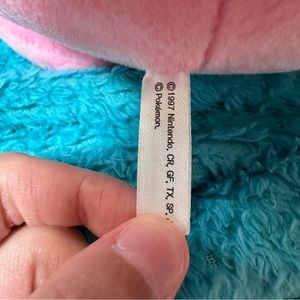 ©1997 Nintendo, CR, GF, TX, SP,
©Pokémon.